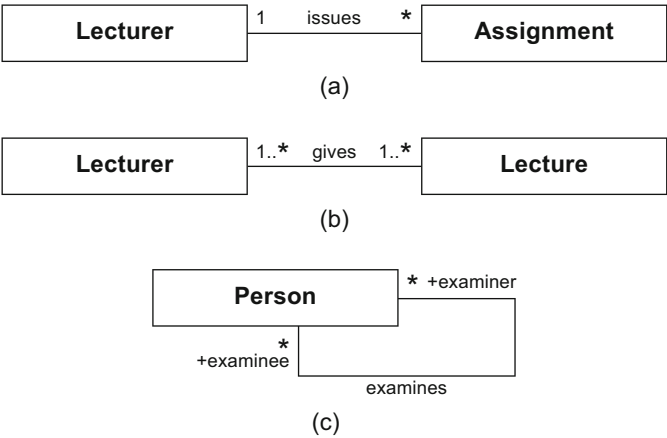 Lecturer 1 issues * Assignment
(a)
Lecturer 1..* gives 1..* Lecture
(b)
Person * +examiner
*
+examinee
examines
(c)